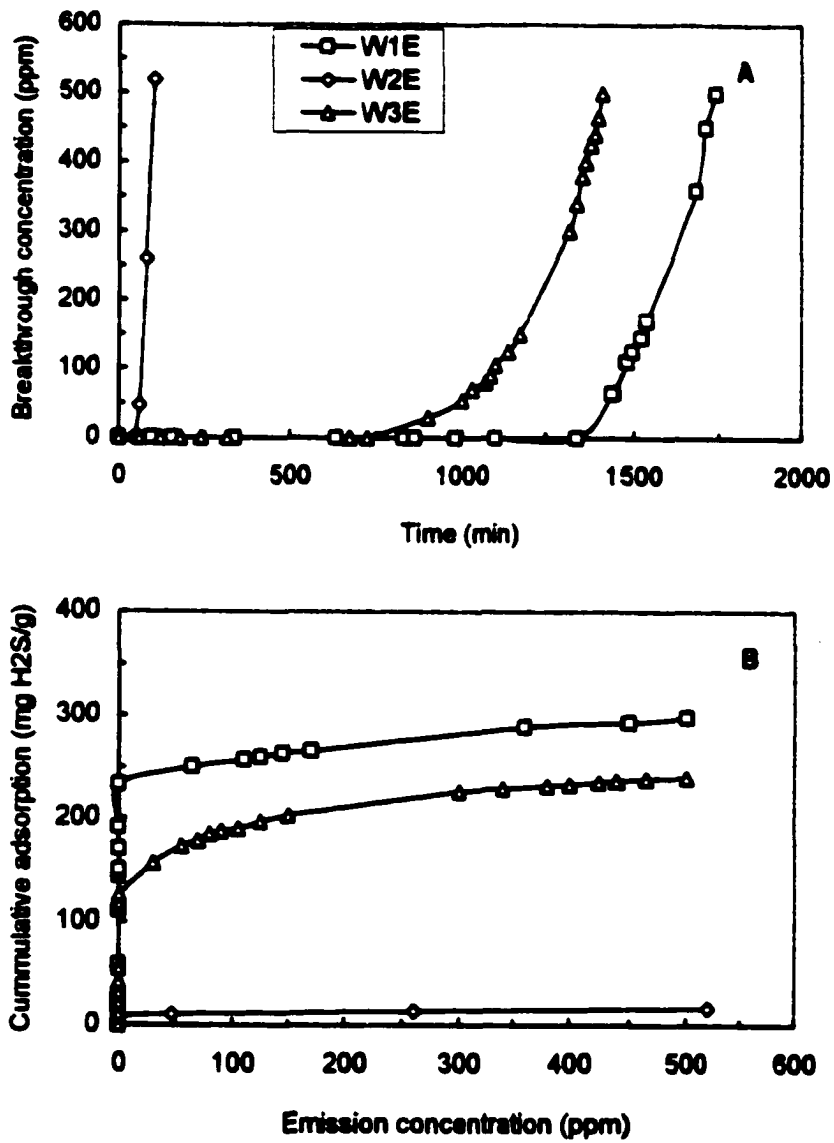 600
500
400
300
200
100
0
Breakthrough concentration (ppm)
W1E
W2E
W3E
A
0 500 1000 1500 2000
Time (min)
400
300
200
100
0
Cummulative adsorption (mg H2S/g)
B
0 100 200 300 400 500 600
Emission concentration (ppm)